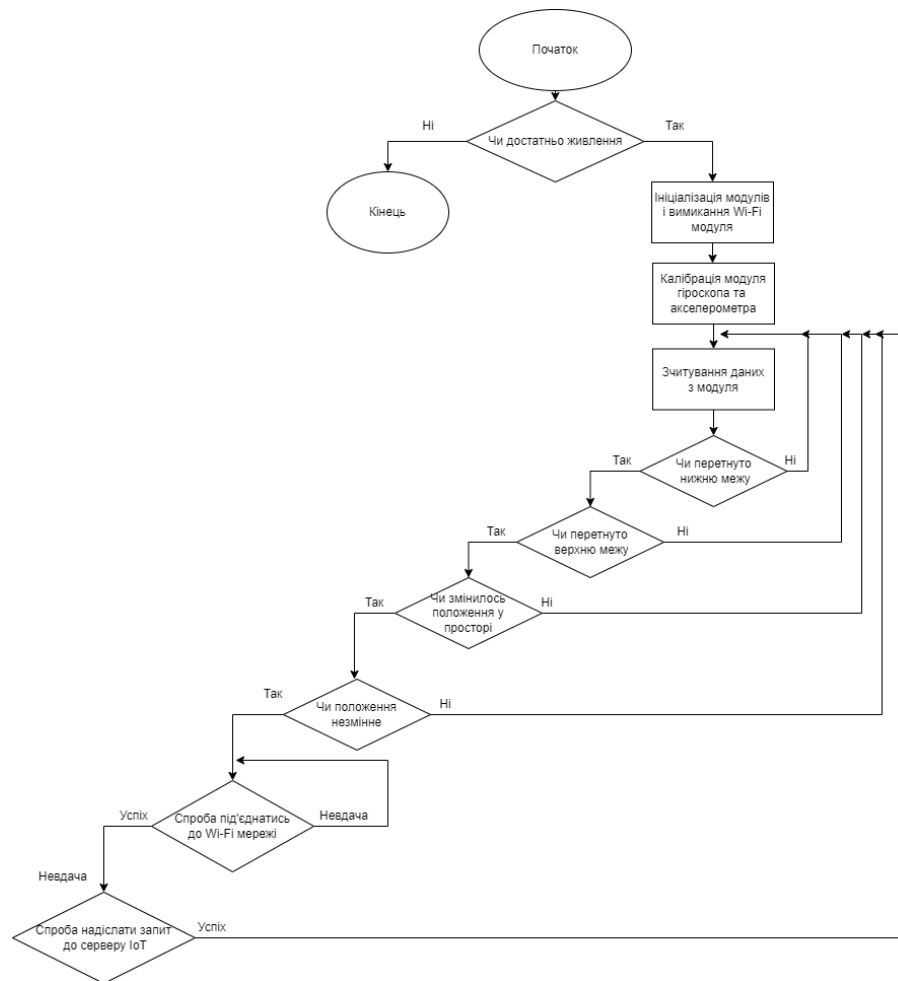 Початок
Ні
Так
Чи достатньо живлення
Кінець
Ініціалізація модулів
і вимикання Wi-Fi
модуля
Калібрація модуля
гіроскопа та
акселерометра
Зчитування даних
з модуля
Так
Чи перетнуто
нижню межу
Ні
Так
Чи перетнуто
верхню межу
Ні
Так
Чи змінилось
положення у
просторі
Ні
Так
Чи положення
незмінне
Ні
Успіх
Спроба під'єднатись
до Wi-Fi мережі
Невдача
Невдача
Спроба надіслати запит
до серверу IoT
Успіх